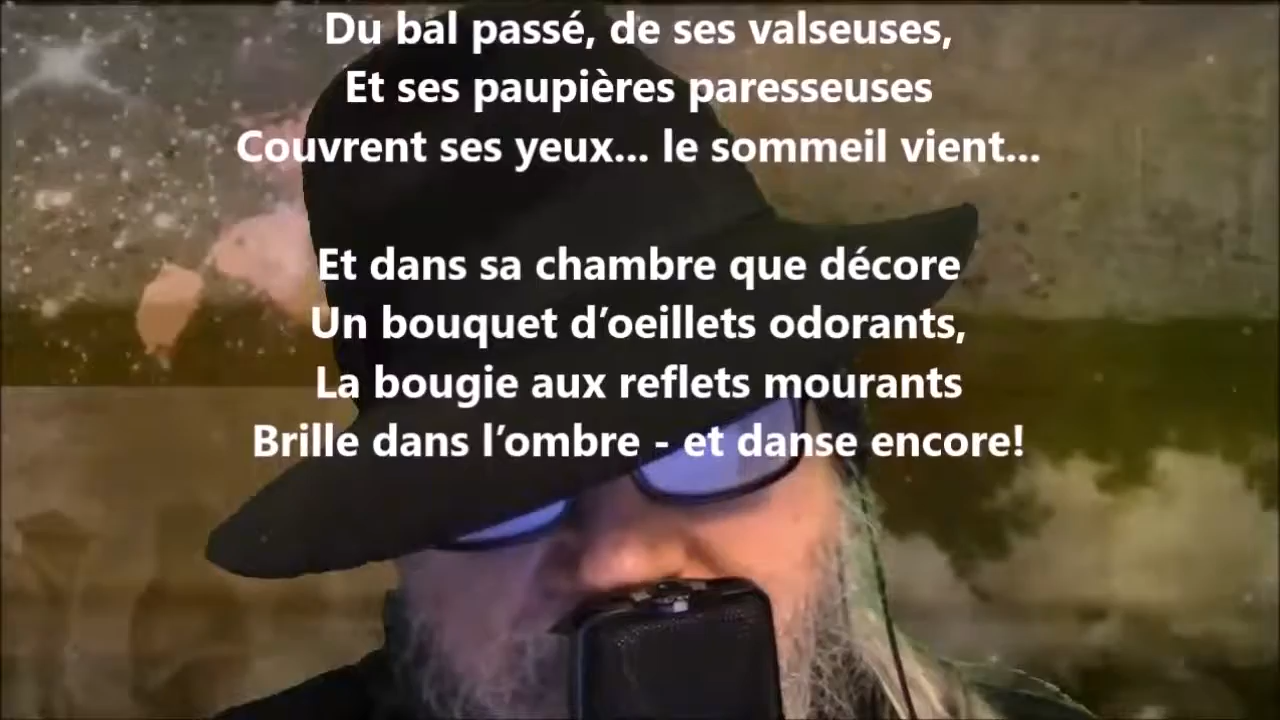 Du bal passé, de ses valseuses,
Et ses paupières paresseuses
Couvrent ses yeux... le sommeil vient...
Et dans sa chambre que décore
Un bouquet d’oeillets odorants,
La bougie aux reflets mourants
Brille dans l’ombre - et danse encore!